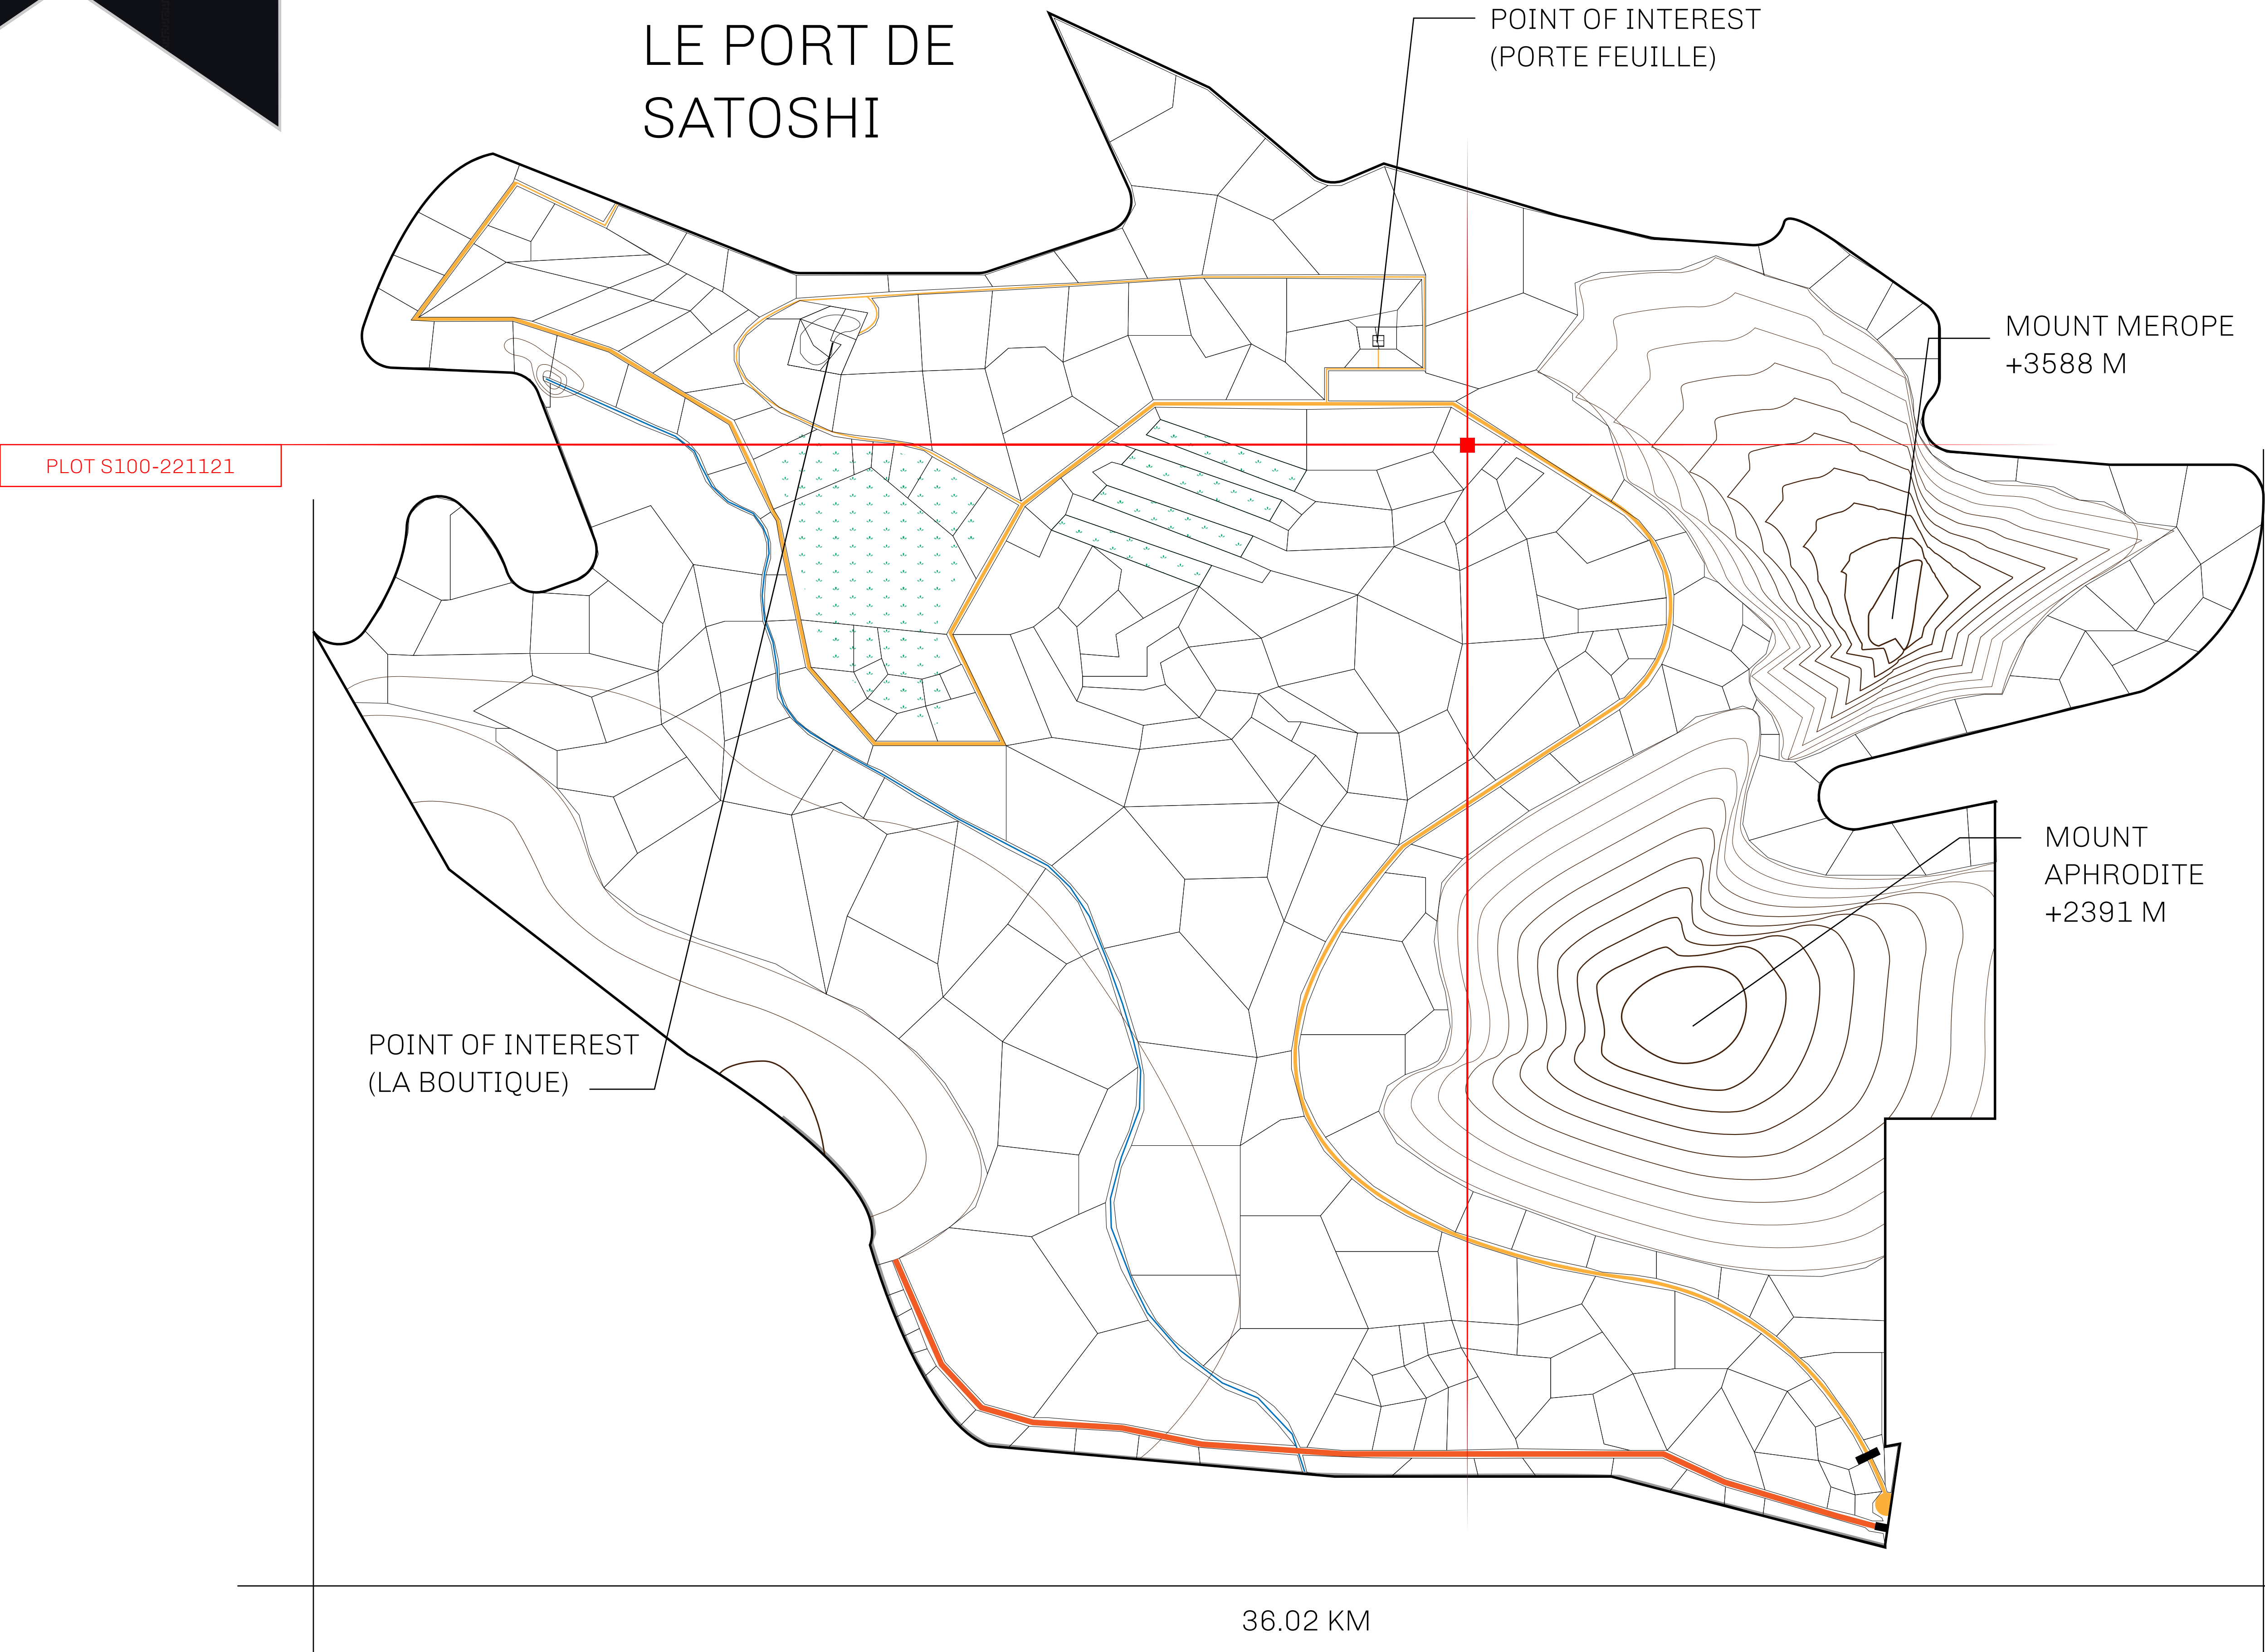 LE PORT DE
SATOSHI
POINT OF INTEREST
(PORTE FEUILLE)
MOUNT MEROPE
+3588 M
PLOT S100-221121
MOUNT
APHRODITE
+2391 M
POINT OF INTEREST
(LA BOUTIQUE)
36.02 KM